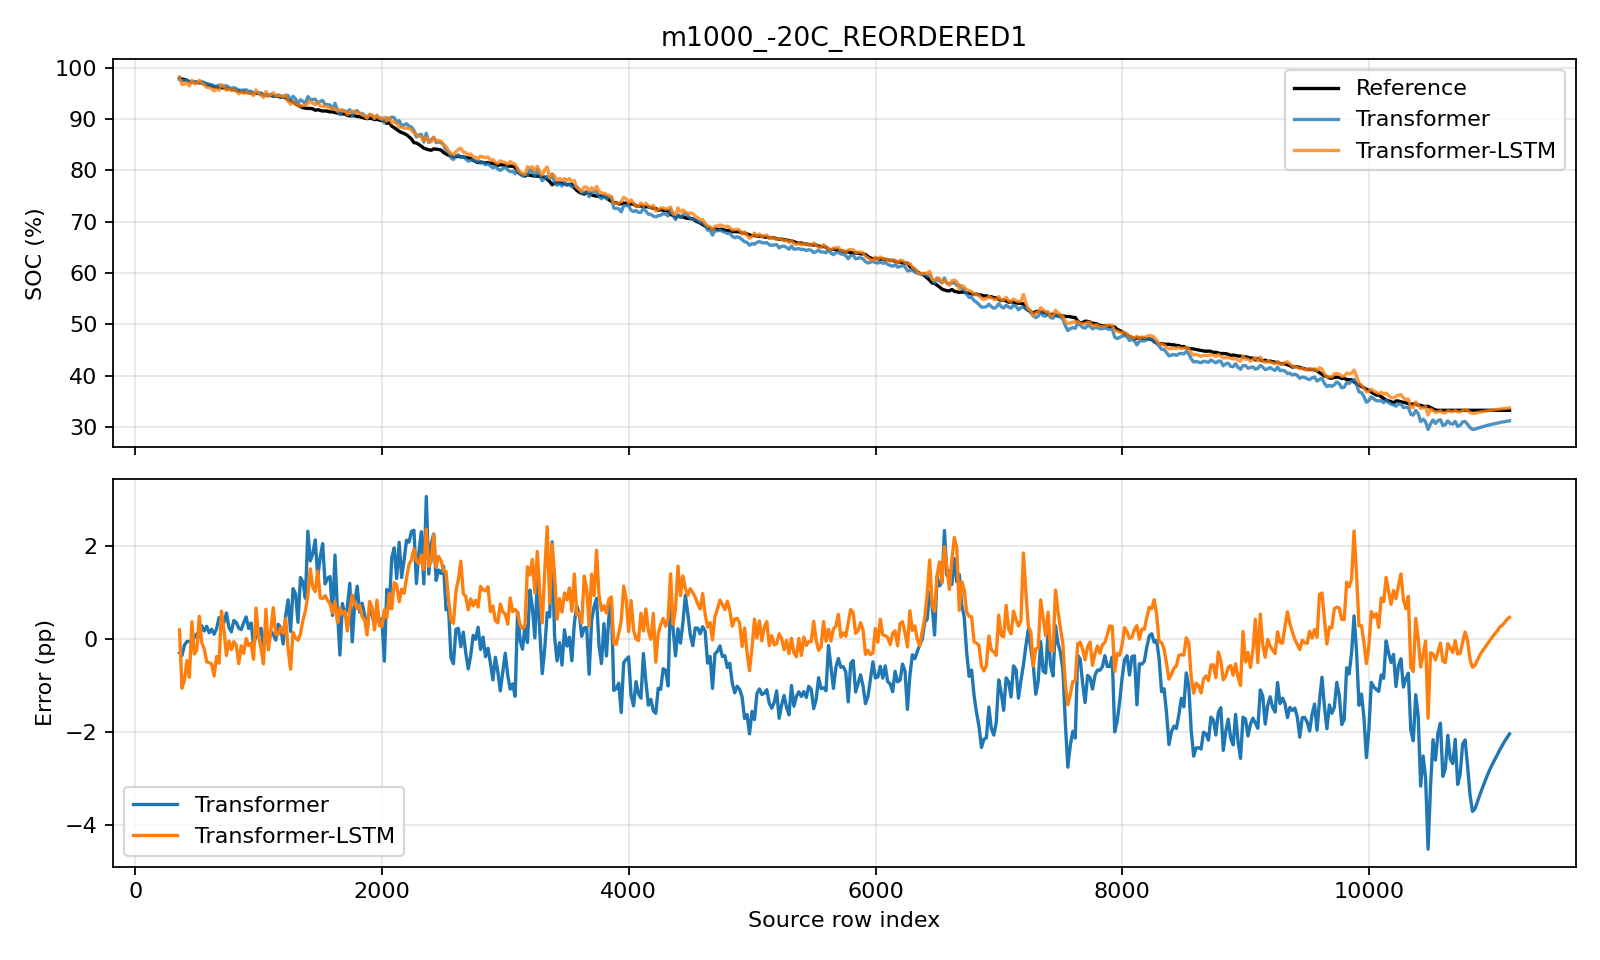 m1000_-20C_REORDERED1
SOC (%)
100
90
80
70
60
50
40
30
Reference
Transformer
Transformer-LSTM
Error (pp)
2
0
−2
−4
Transformer
Transformer-LSTM
0
2000
4000
6000
8000
10000
Source row index